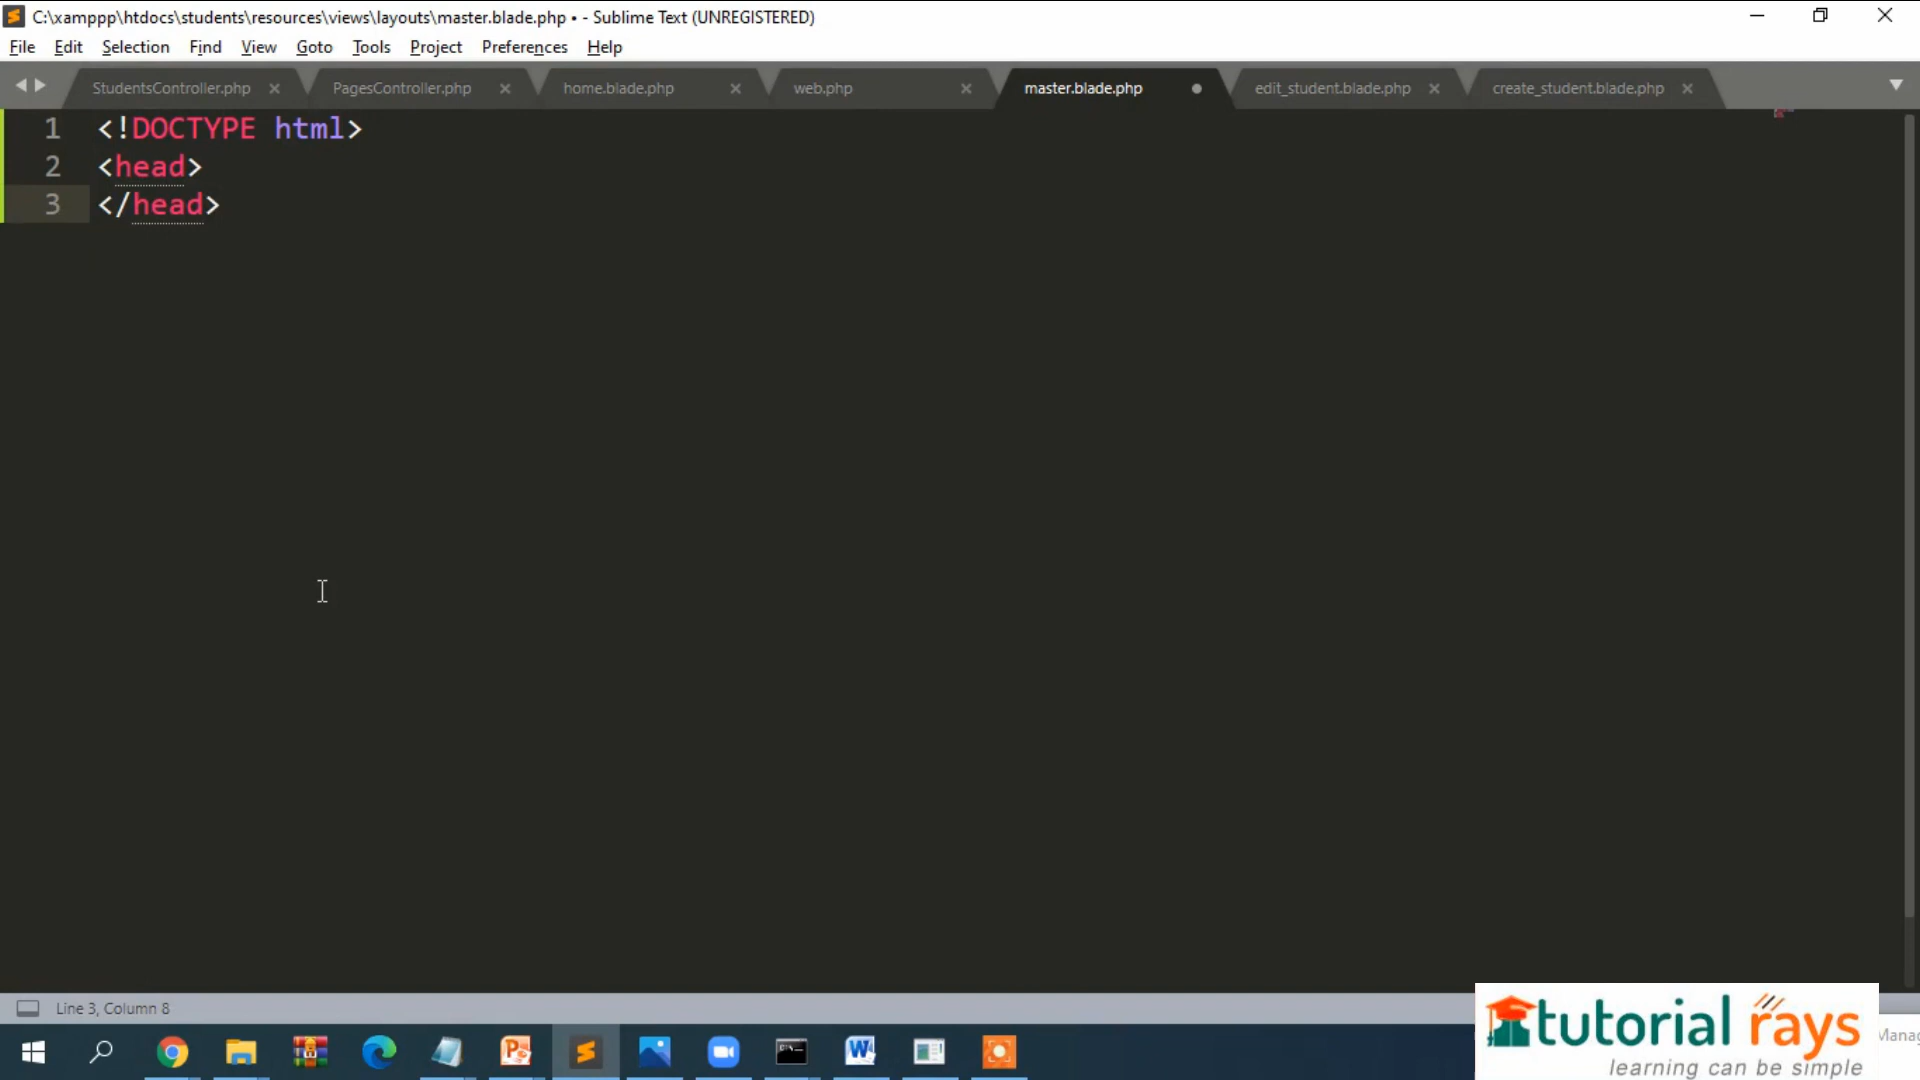 C:\xamppp\htdocs\students\resources\views\layouts\master.blade.php • - Sublime Text (UNREGISTERED)
File Edit Selection Find View Goto Tools Project Preferences Help
StudentsController.php PagesController.php home.blade.php web.php master.blade.php edit_student.blade.php create_student.blade.php
1 <!DOCTYPE html>
2 <head>
3 </head>
Line 3, Column 8
tutorial rays
learning can be simple